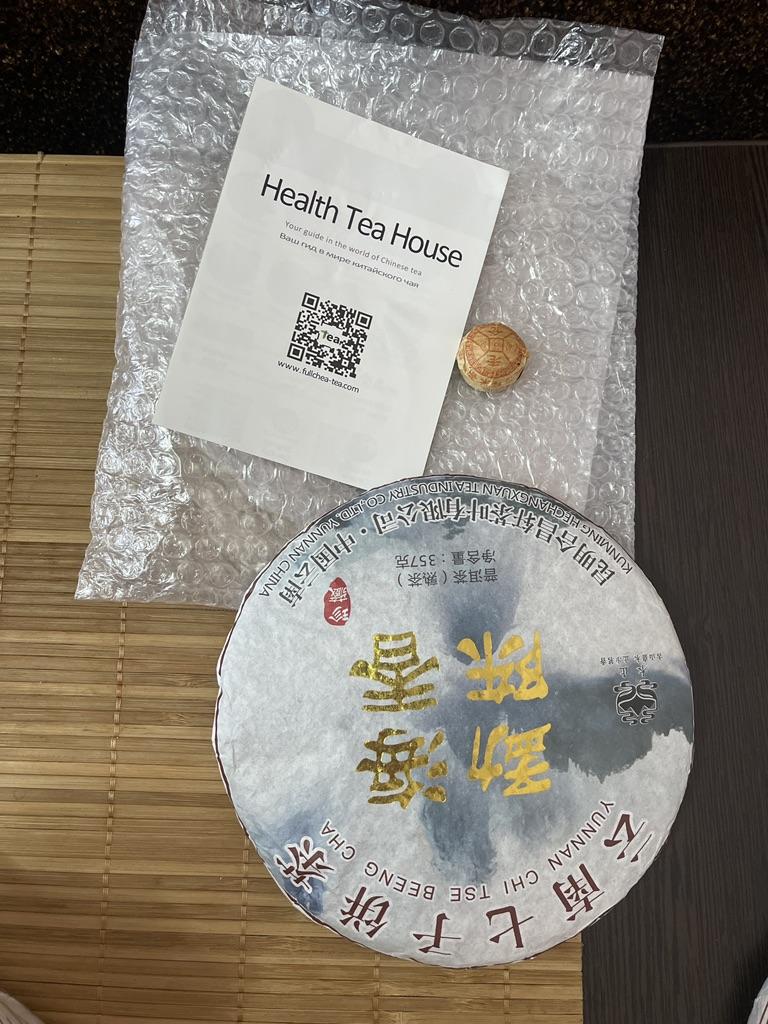 Health Tea House
Your guide in the world of Chinese tea
Ваш гид в мире китайского чая
Tea
www.fullchea-tea.com
云南七子饼茶
YUNNAN CHI TSE BEENG CHA
勐海
陈香
珍藏
普洱茶（熟茶）
净含量：357克
昆明合昌轩茶叶有限公司·中国云南
KUNMING HECHANGXUAN TEA INDUSTRY CO.,LTD. YUNNAN CHINA